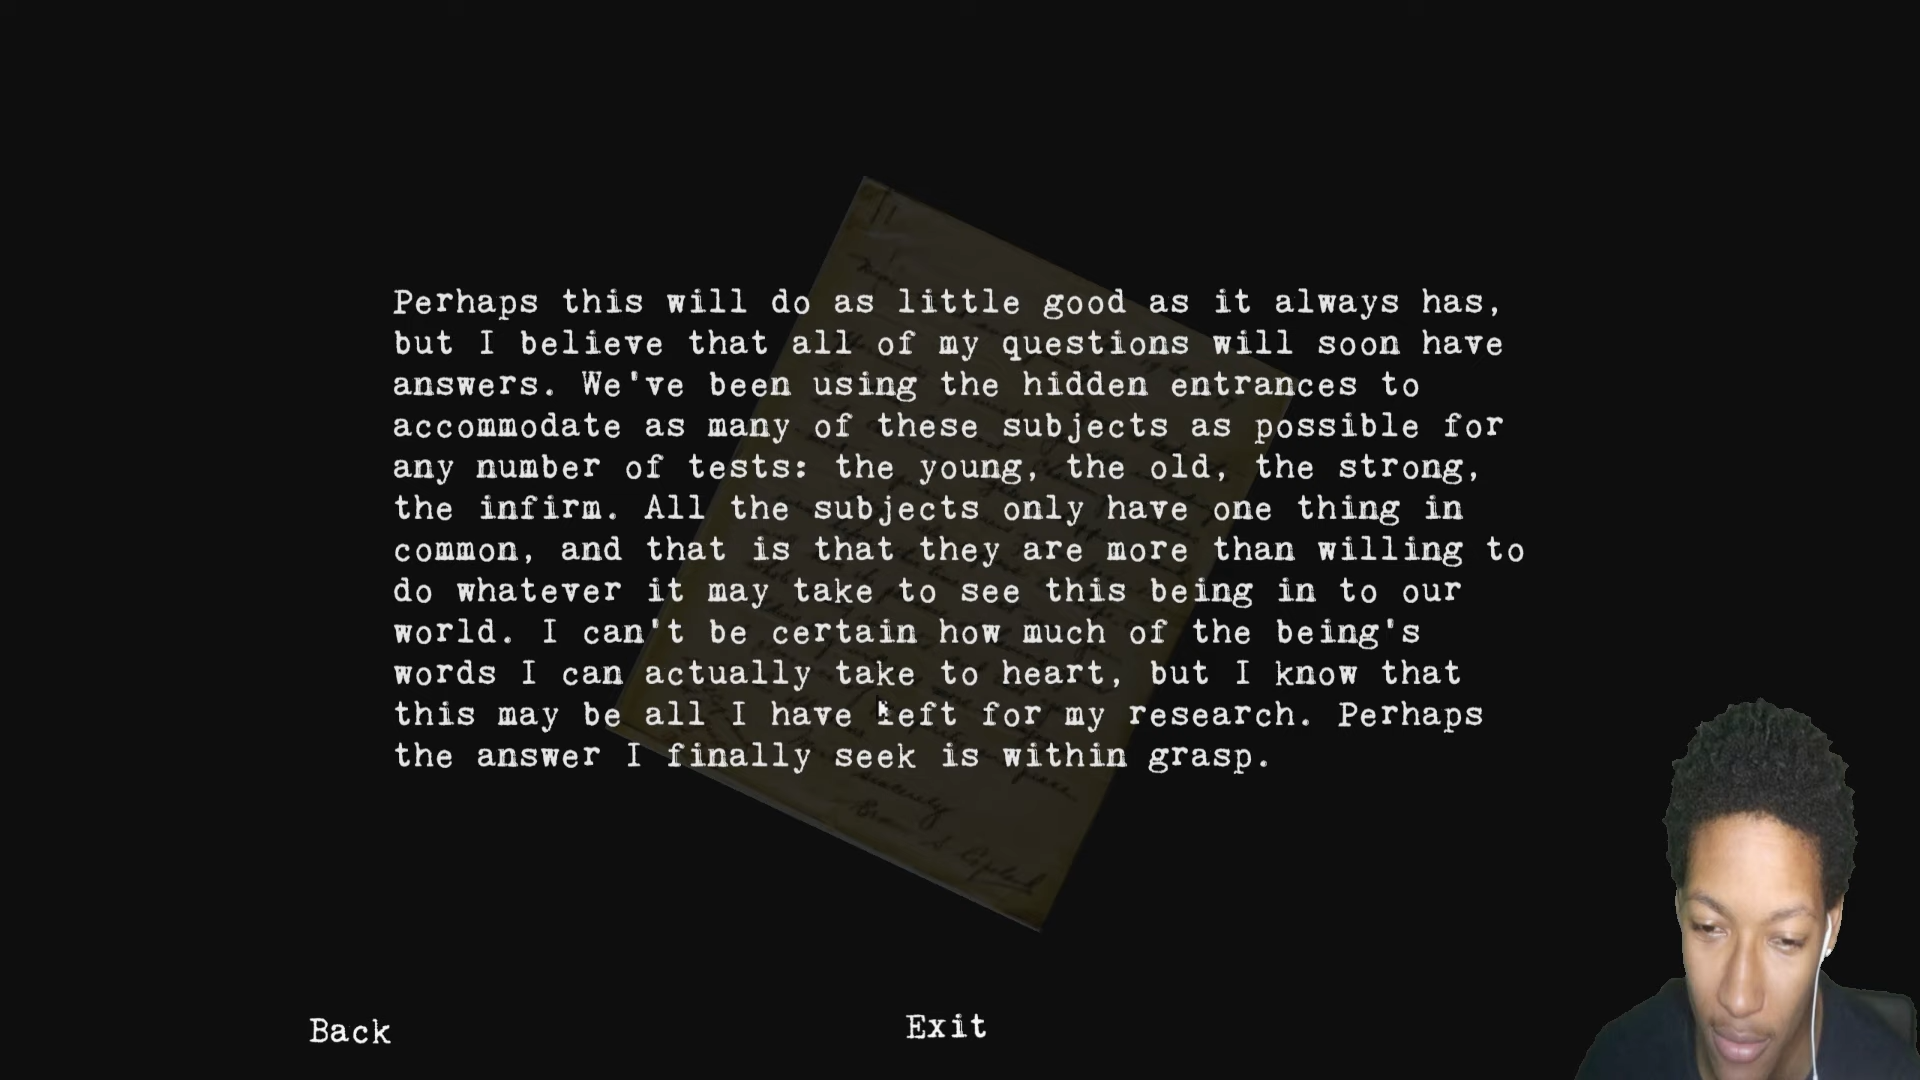 Perhaps this will do as little good as it always has,
but I believe that all of my questions will soon have
answers. We've been using the hidden entrances to
accommodate as many of these subjects as possible for
any number of tests: the young, the old, the strong,
the infirm. All the subjects only have one thing in
common, and that is that they are more than willing to
do whatever it may take to see this being in to our
world. I can't be certain how much of the being's
words I can actually take to heart, but I know that
this may be all I have left for my research. Perhaps
the answer I finally seek is within grasp.
Back
Exit